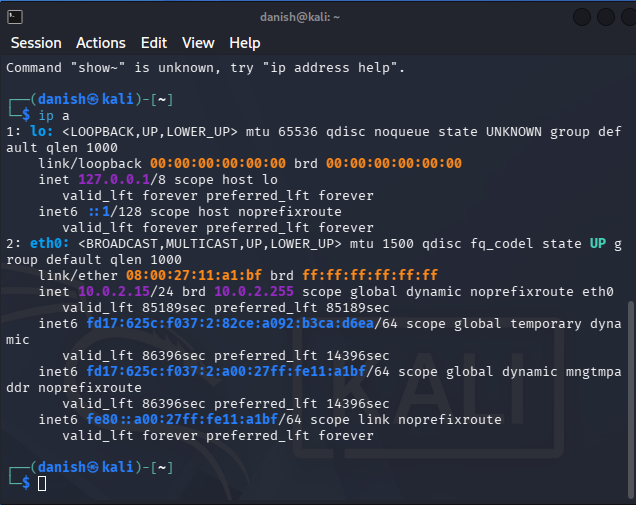 danish@kali: ~
Session Actions Edit View Help
Command "show~" is unknown, try "ip address help".
┌──(danish㉿kali)-[~]
└─$ ip a
1: lo: <LOOPBACK,UP,LOWER_UP> mtu 65536 qdisc noqueue state UNKNOWN group def
ault qlen 1000
    link/loopback 00:00:00:00:00:00 brd 00:00:00:00:00:00
    inet 127.0.0.1/8 scope host lo
       valid_lft forever preferred_lft forever
    inet6 ::1/128 scope host noprefixroute
       valid_lft forever preferred_lft forever
2: eth0: <BROADCAST,MULTICAST,UP,LOWER_UP> mtu 1500 qdisc fq_codel state UP g
roup default qlen 1000
    link/ether 08:00:27:11:a1:bf brd ff:ff:ff:ff:ff:ff
    inet 10.0.2.15/24 brd 10.0.2.255 scope global dynamic noprefixroute eth0
       valid_lft 85189sec preferred_lft 85189sec
    inet6 fd17:625c:f037:2:82ce:a092:b3ca:d6ea/64 scope global temporary dyna
mic
       valid_lft 86396sec preferred_lft 14396sec
    inet6 fd17:625c:f037:2:a00:27ff:fe11:a1bf/64 scope global dynamic mngtmpa
ddr noprefixroute
       valid_lft 86396sec preferred_lft 14396sec
    inet6 fe80::a00:27ff:fe11:a1bf/64 scope link noprefixroute
       valid_lft forever preferred_lft forever
KALI
┌──(danish㉿kali)-[~]
└─$